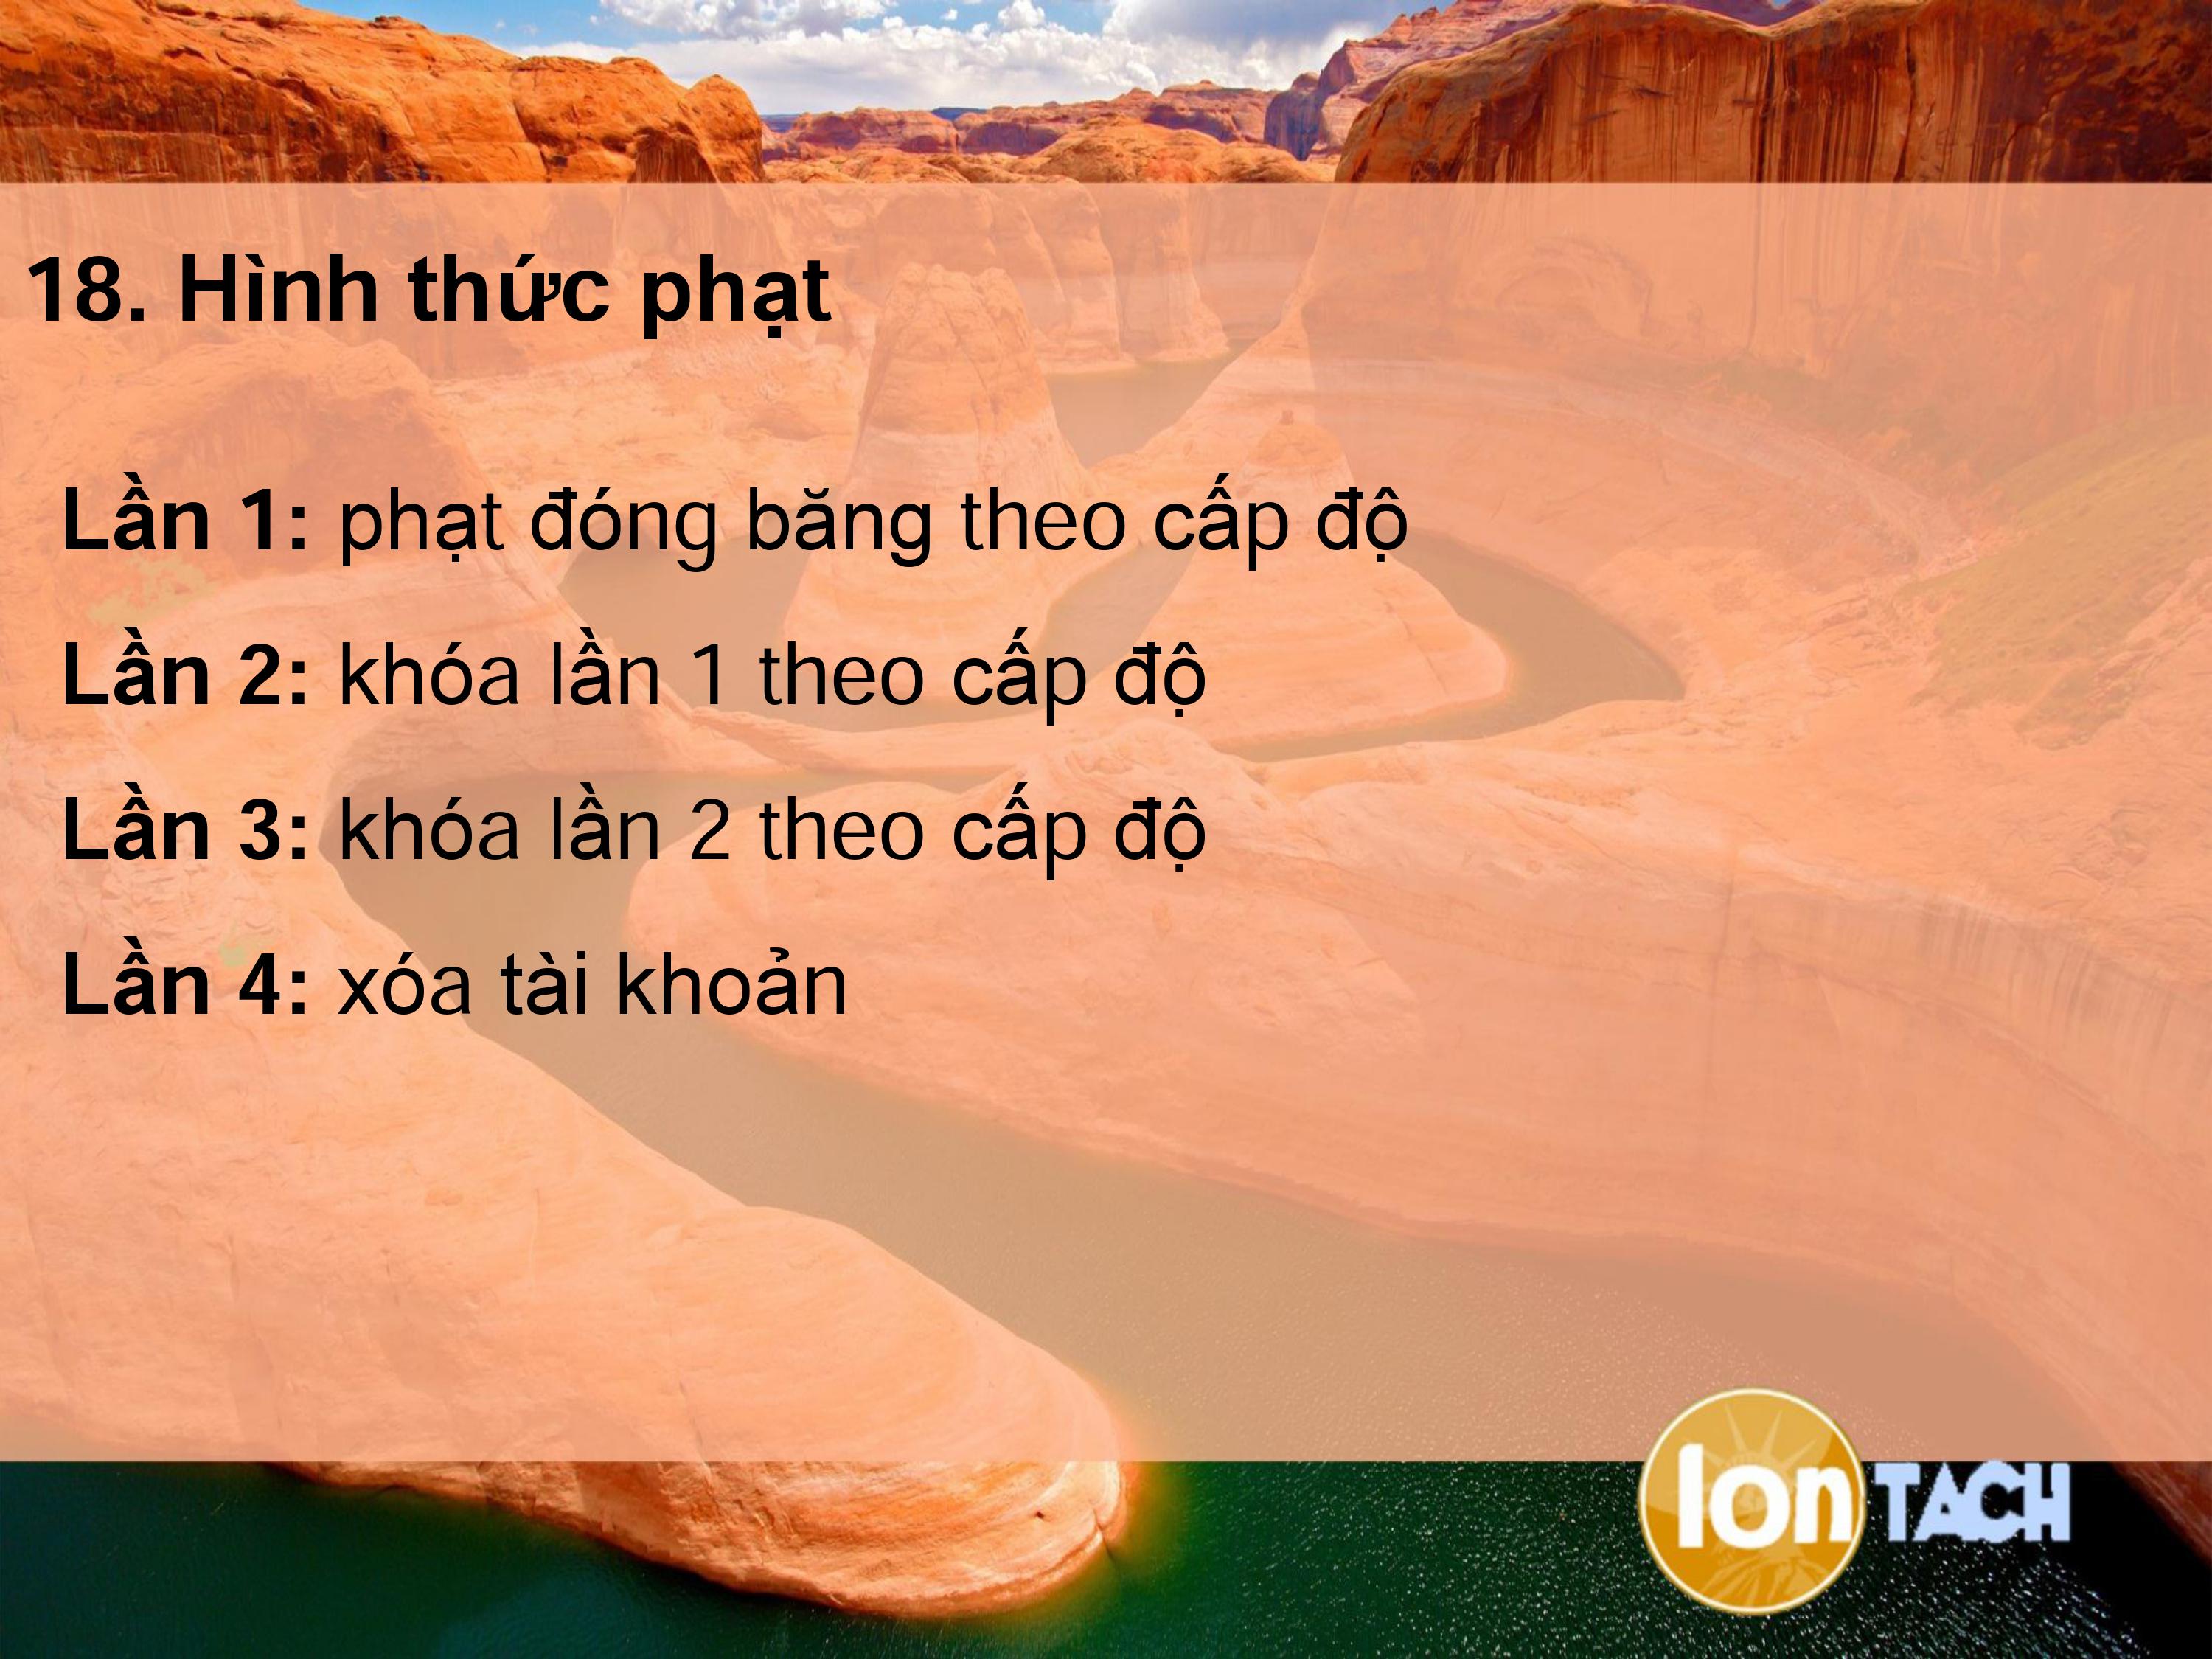 18. Hình thức phạt
Lần 1: phạt đóng băng theo cấp độ
Lần 2: khóa lần 1 theo cấp độ
Lần 3: khóa lần 2 theo cấp độ
Lần 4: xóa tài khoản
Ion TACH